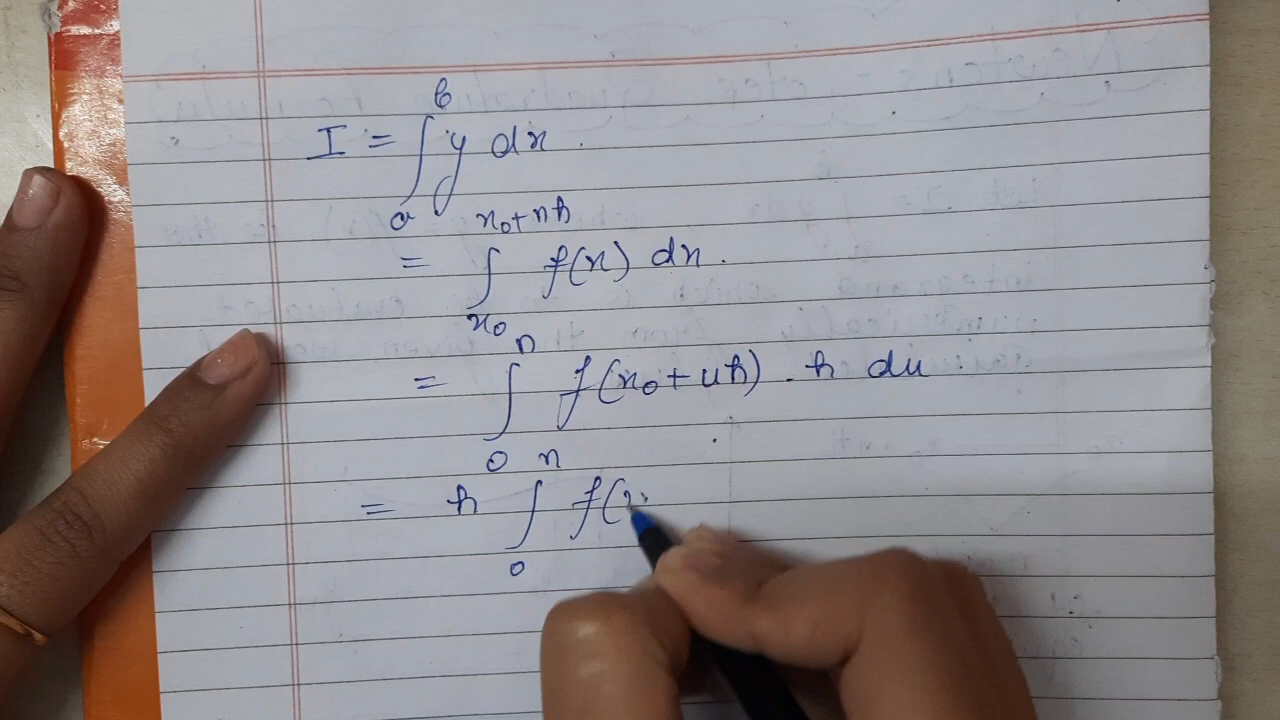 I = ∫_a^b y dx .
= ∫_{x₀}^{x₀+nh} f(x) dx .
= ∫_0^n f(x₀+uh) . h du .
= h ∫_0^n f(x